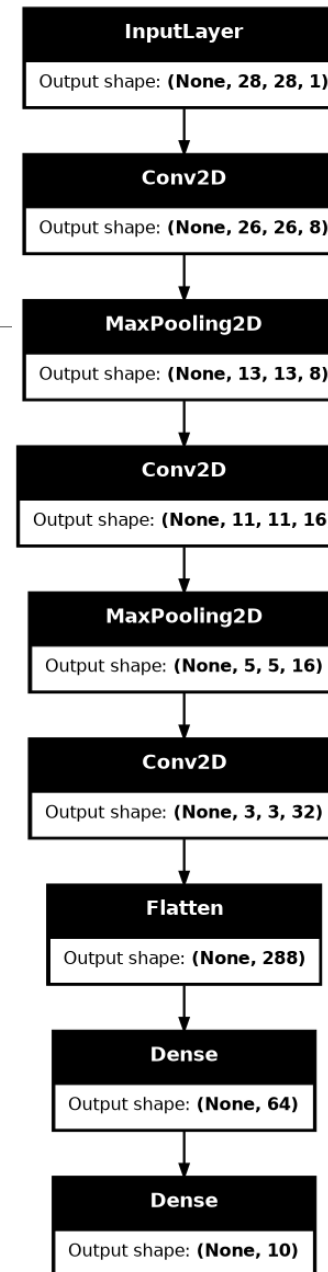 InputLayer
Output shape: (None, 28, 28, 1)
Conv2D
Output shape: (None, 26, 26, 8)
MaxPooling2D
Output shape: (None, 13, 13, 8)
Conv2D
Output shape: (None, 11, 11, 16
MaxPooling2D
Output shape: (None, 5, 5, 16)
Conv2D
Output shape: (None, 3, 3, 32)
Flatten
Output shape: (None, 288)
Dense
Output shape: (None, 64)
Dense
Output shape: (None, 10)